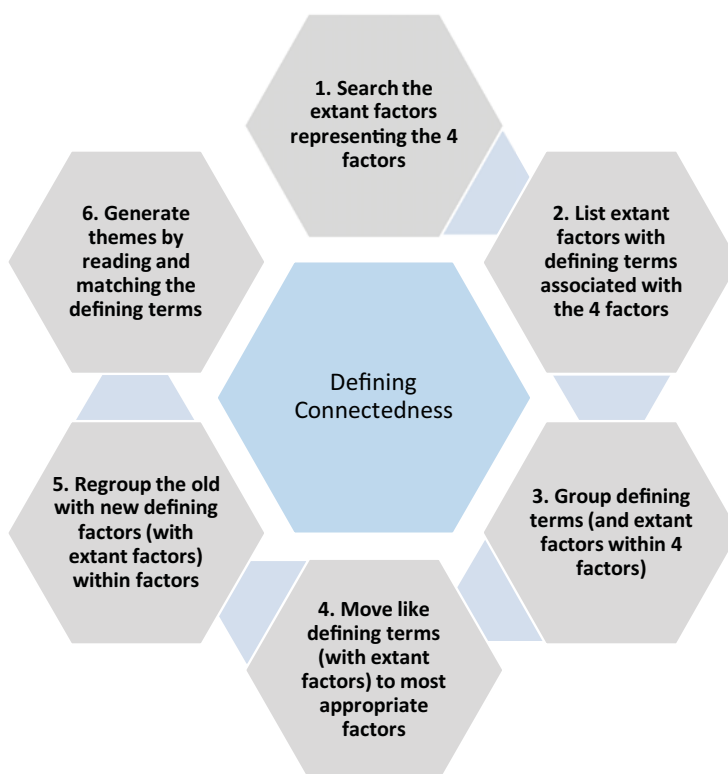 1. Search the
extant factors
representing the 4
factors
2. List extant
factors with
defining terms
associated with
the 4 factors
3. Group defining
terms (and extant
factors within 4
factors)
4. Move like
defining terms
(with extant
factors) to most
appropriate
factors
5. Regroup the old
with new defining
factors (with
extant factors)
within factors
6. Generate
themes by
reading and
matching the
defining terms
Defining
Connectedness